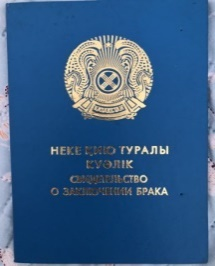 НЕКЕ ҚИЮ ТУРАЛЫ
КУӘЛІК
СВИДЕТЕЛЬСТВО
О ЗАКЛЮЧЕНИИ БРАКА